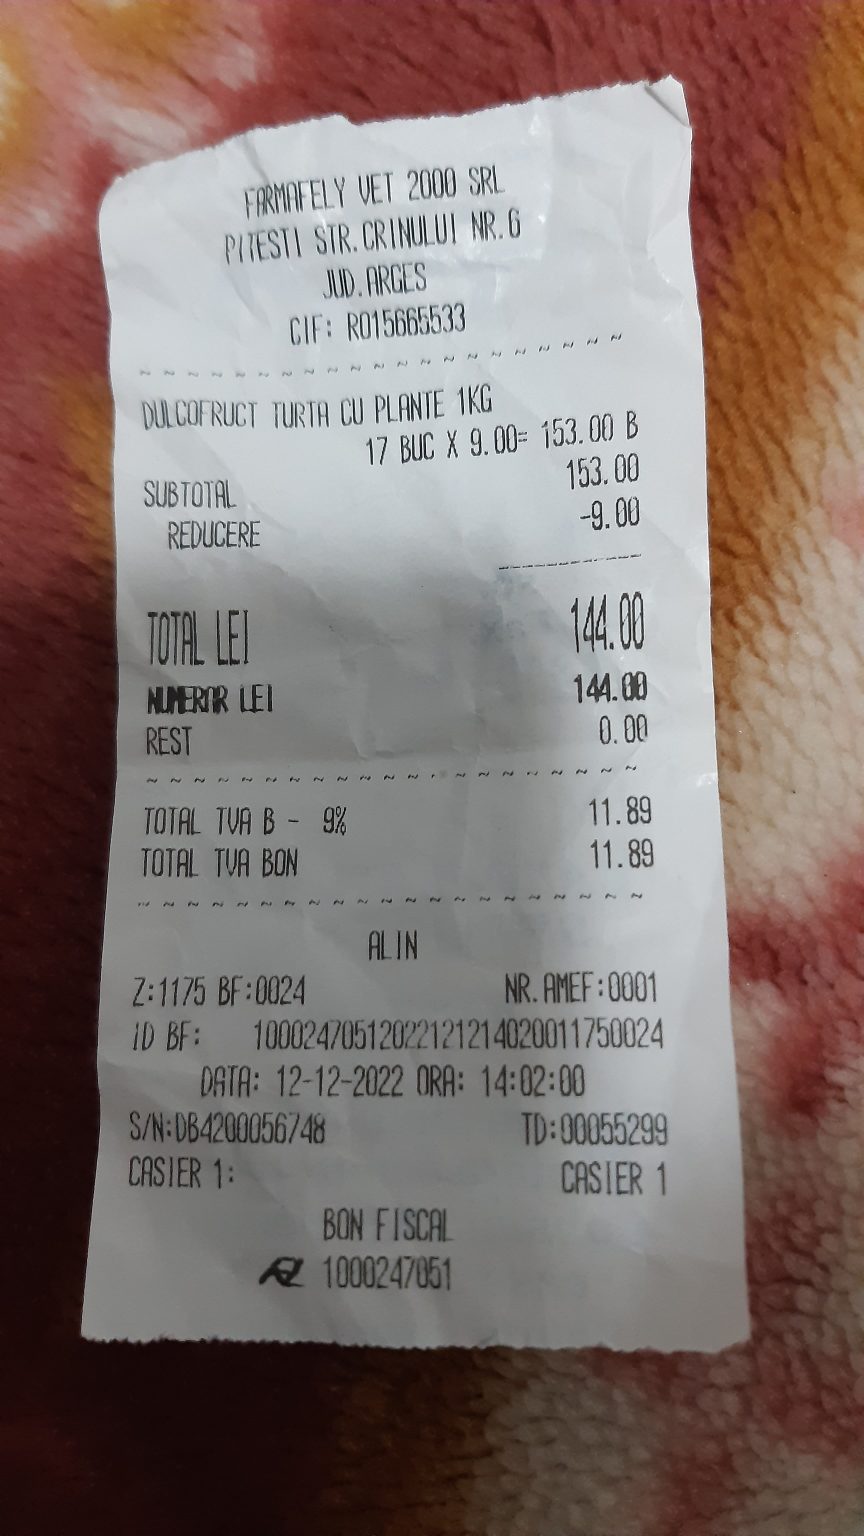 FARMAFELY VET 2000 SRL
PITESTI STR.CRINULUI NR.6
JUD.ARGES
CIF: RO15665533
DULCOFRUCT TURTA CU PLANTE 1KG
17 BUC X 9.00= 153.00 B
SUBTOTAL 153.00
REDUCERE -9.00
TOTAL LEI 144.00
NUMERAR LEI 144.00
REST 0.00
TOTAL TVA B - 9% 11.89
TOTAL TVA BON 11.89
ALIN
Z:1175 BF:0024 NR.AMEF:0001
ID BF: 10002470512022121214020011750024
DATA: 12-12-2022 ORA: 14:02:00
S/N:DB4200056748 TD:00055299
CASIER 1: CASIER 1
BON FISCAL
1000247051